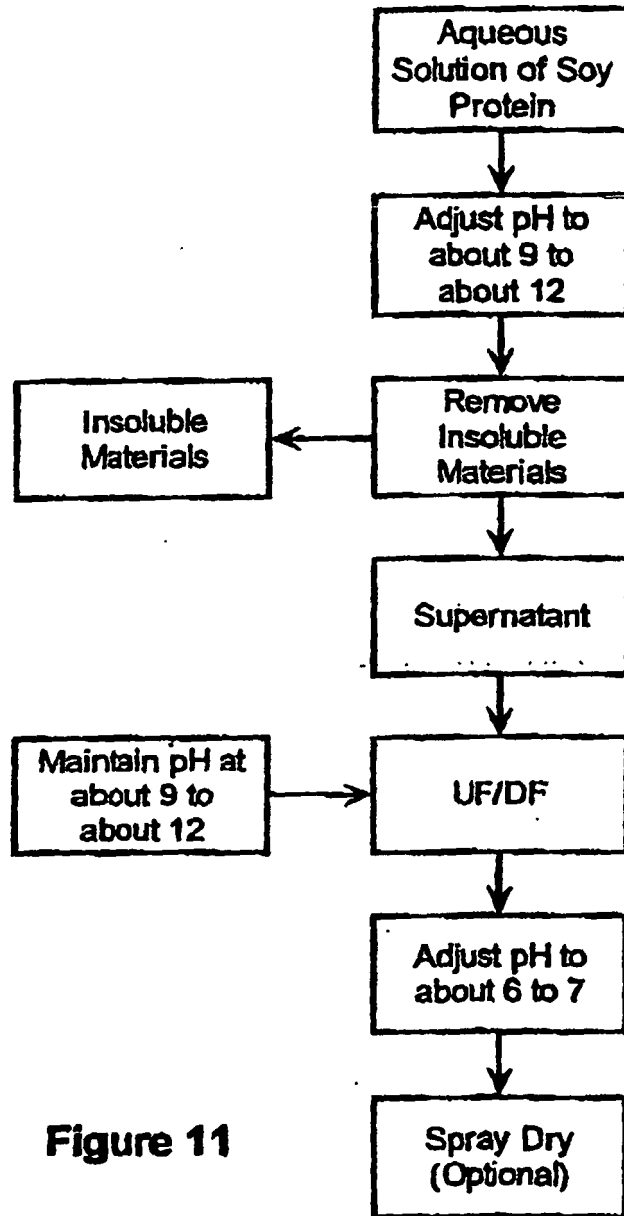 Aqueous
Solution of Soy
Protein
Adjust pH to
about 9 to
about 12
Insoluble
Materials
Remove
Insoluble
Materials
Supernatant
Maintain pH at
about 9 to
about 12
UF/DF
Adjust pH to
about 6 to 7
Figure 11
Spray Dry
(Optional)